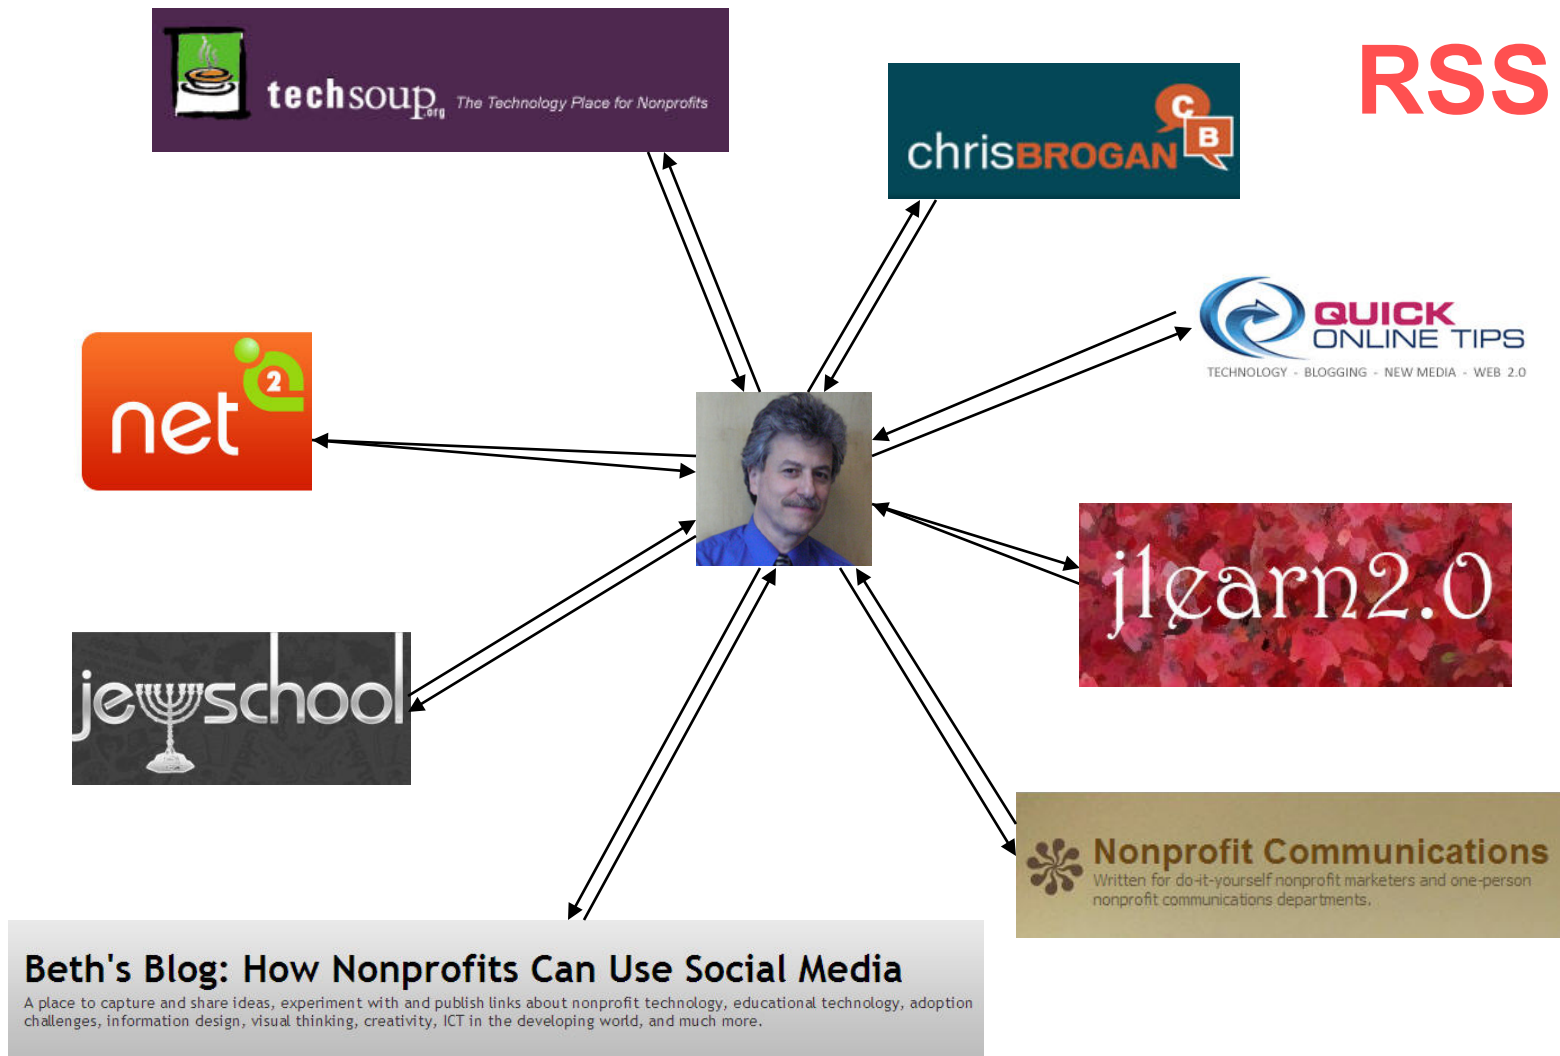 RSS
techsoup.org The Technology Place for Nonprofits
chrisBROGAN
C
B
QUICK
ONLINE TIPS
TECHNOLOGY - BLOGGING - NEW MEDIA - WEB 2.0
net 2
jlearn2.0
jewschool
Nonprofit Communications
Written for do-it-yourself nonprofit marketers and one-person
nonprofit communications departments.
Beth's Blog: How Nonprofits Can Use Social Media
A place to capture and share ideas, experiment with and publish links about nonprofit technology, educational technology, adoption
challenges, information design, visual thinking, creativity, ICT in the developing world, and much more.